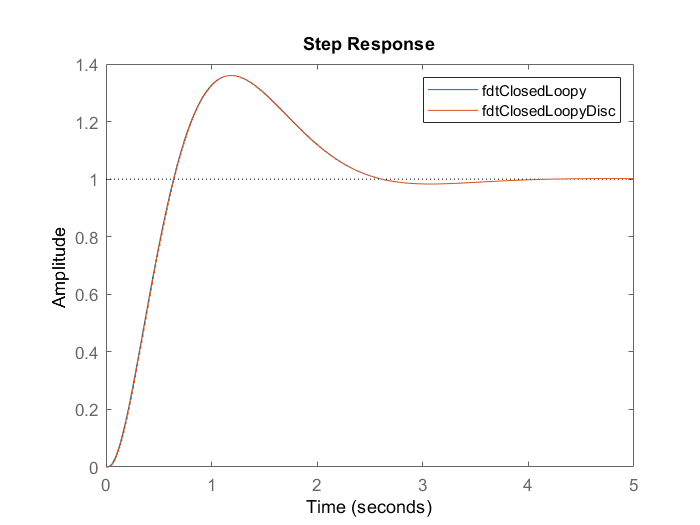 Step Response
1.4
1.2
1
0.8
0.6
0.4
0.2
0
Amplitude
fdtClosedLoopy
fdtClosedLoopyDisc
0 1 2 3 4 5
Time (seconds)